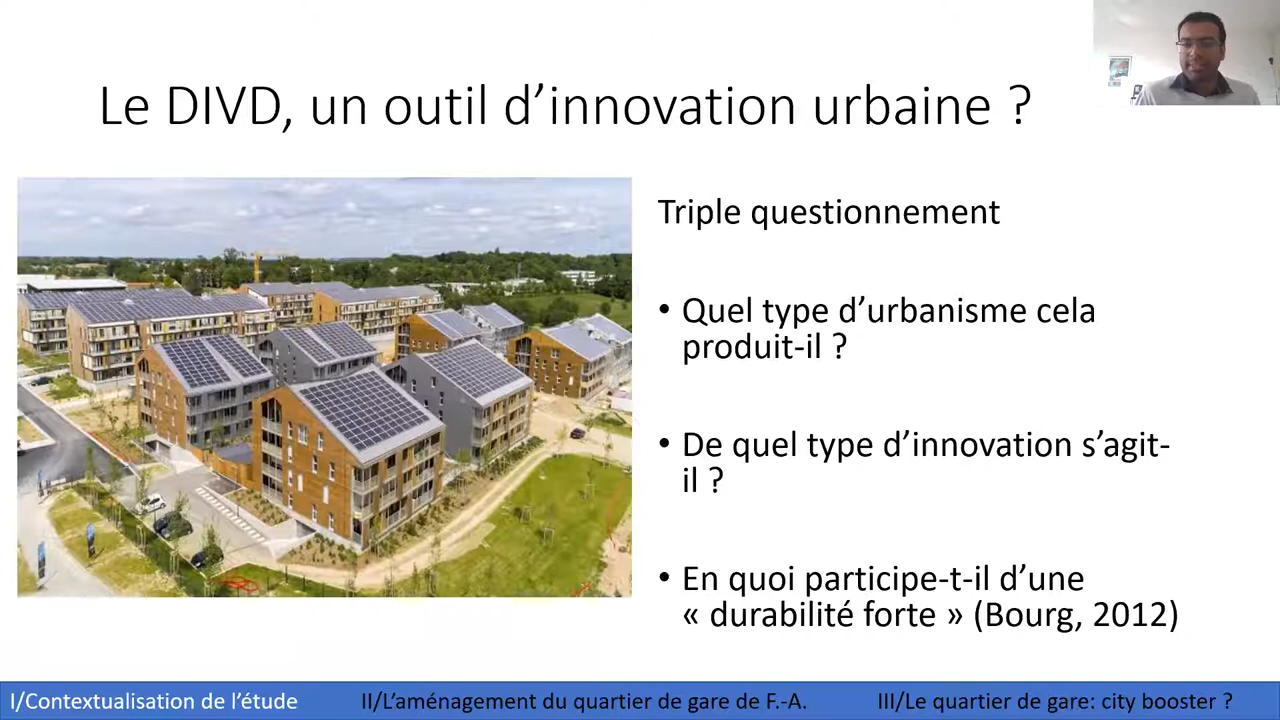 Le DIVD, un outil d’innovation urbaine ?
Triple questionnement
• Quel type d’urbanisme cela
produit-il ?
• De quel type d’innovation s’agit-
il ?
• En quoi participe-t-il d’une
« durabilité forte » (Bourg, 2012)
I/Contextualisation de l’étude
II/L’aménagement du quartier de gare de F.-A.
III/Le quartier de gare: city booster ?